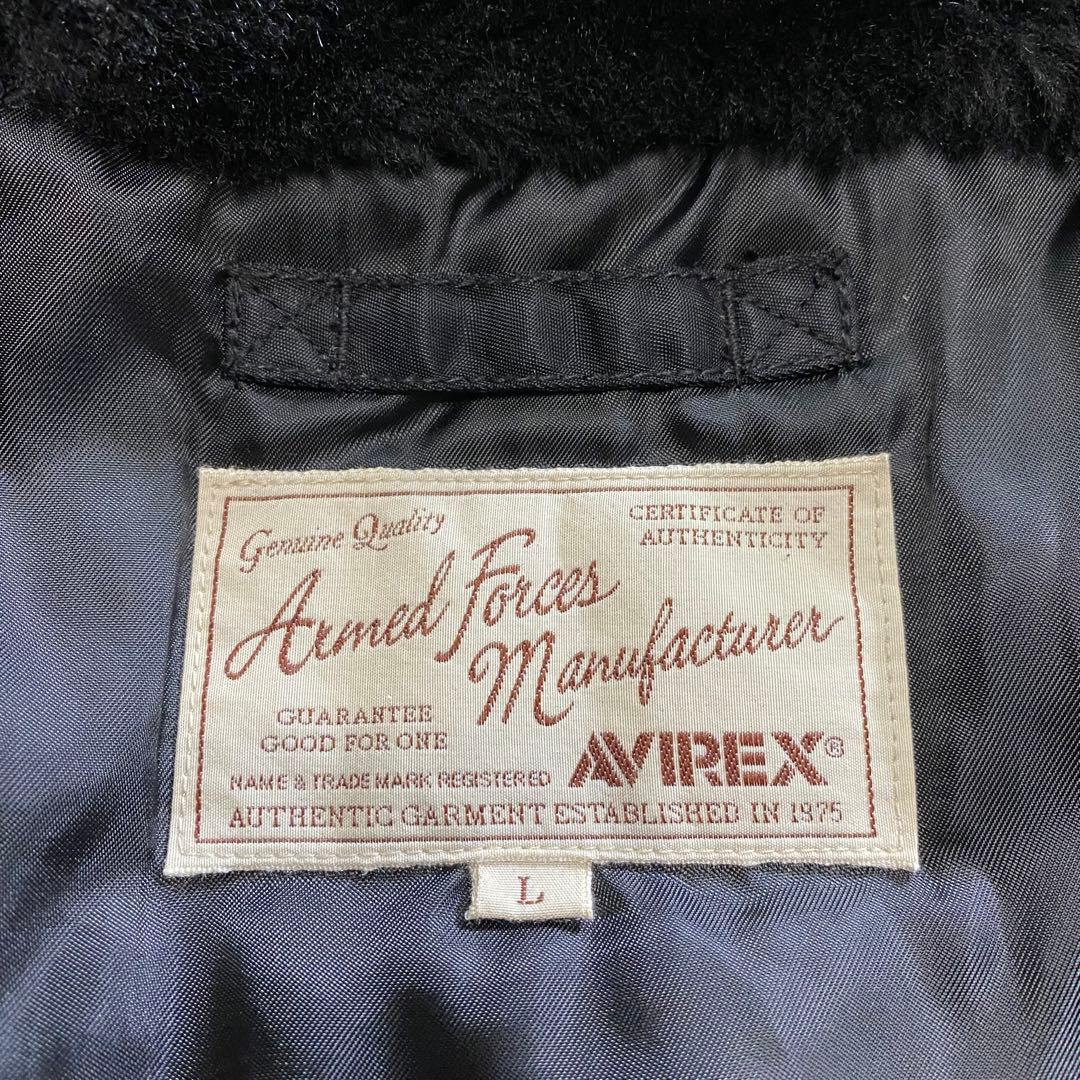 Genuine Quality
CERTIFICATE OF
AUTHENTICITY
Armed Forces
Manufacturer
GUARANTEE
GOOD FOR ONE
AVIREX®
NAME & TRADE MARK REGISTERED
AUTHENTIC GARMENT ESTABLISHED IN 1975
L